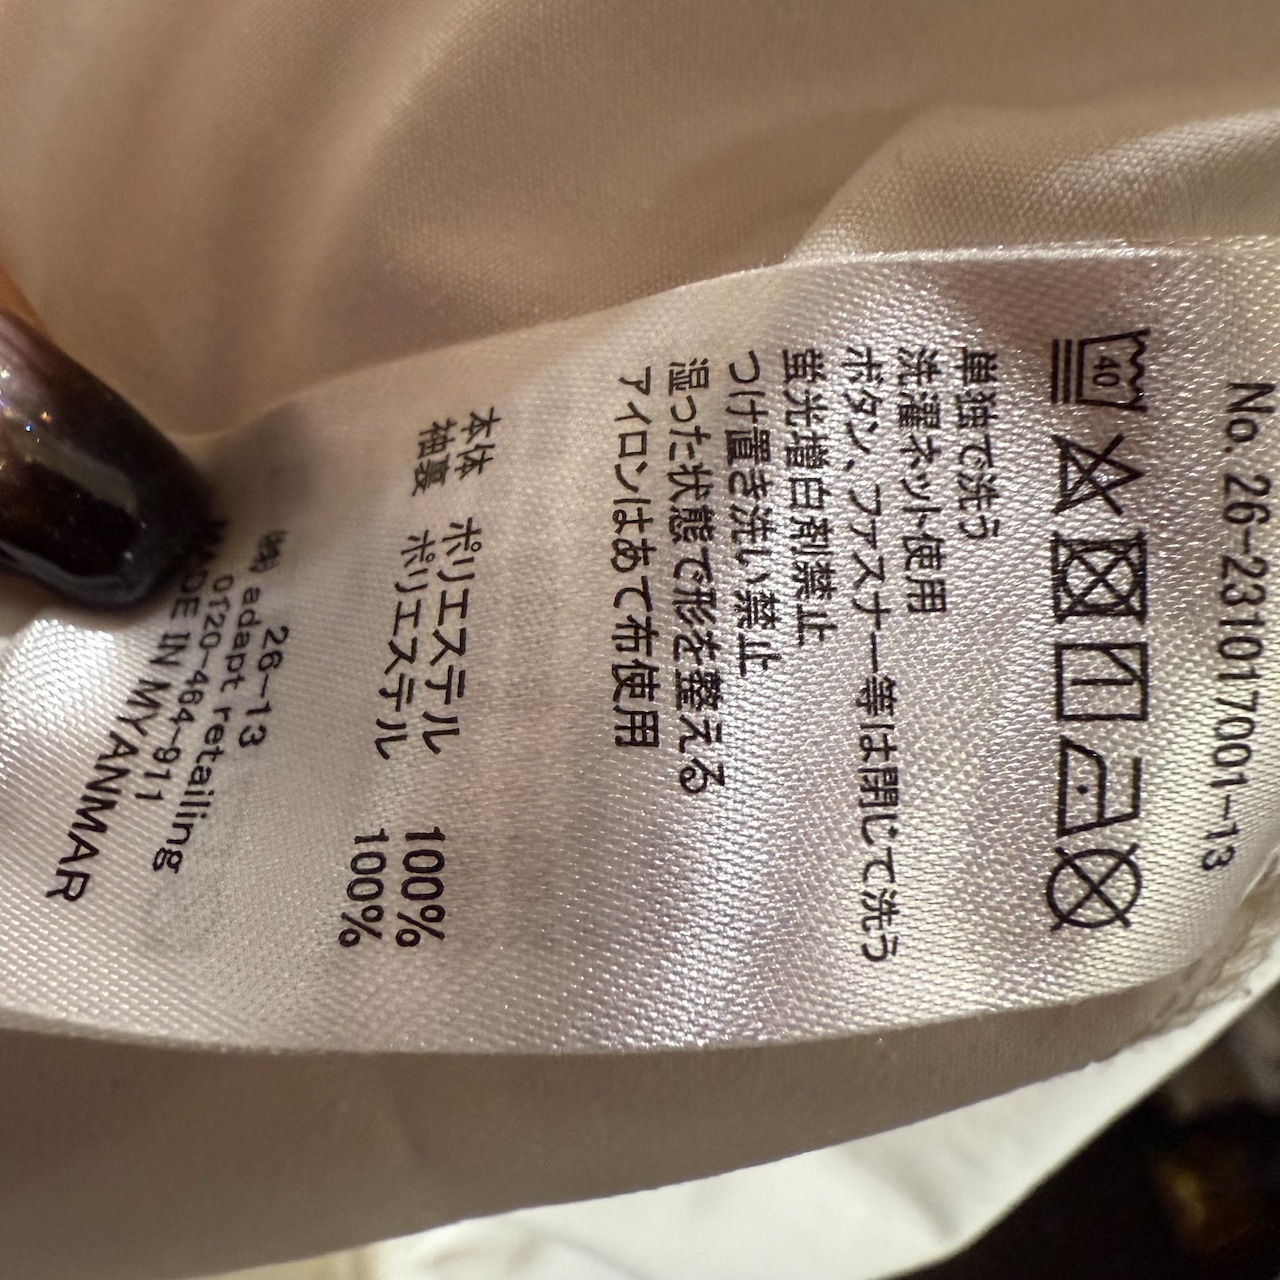 No. 26-231017001-13
40
単独で洗う
洗濯ネット使用
ボタン、ファスナー等は閉じて洗う
蛍光増白剤禁止
つけ置き洗い禁止
湿った状態で形を整える
アイロンはあて布使用
本体 ポリエステル 100%
袖裏 ポリエステル 100%
26-13
㈱ adapt retailing
0120-464-911
MADE IN MYANMAR